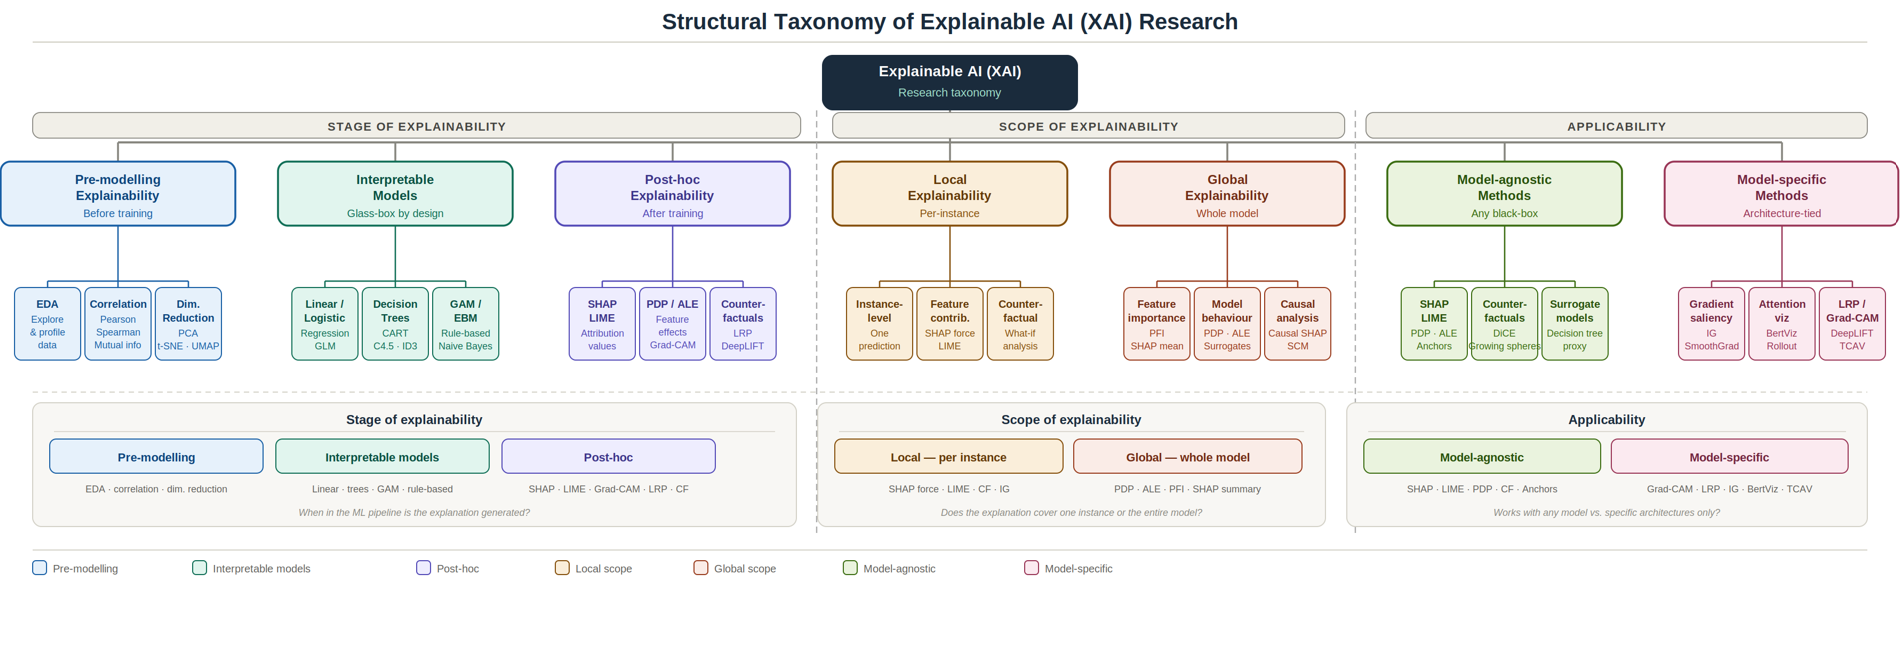 Structural Taxonomy of Explainable AI (XAI) Research
Explainable AI (XAI)
Research taxonomy
STAGE OF EXPLAINABILITY
SCOPE OF EXPLAINABILITY
APPLICABILITY
Pre-modelling
Explainability
Before training
Interpretable
Models
Glass-box by design
Post-hoc
Explainability
After training
Local
Explainability
Per-instance
Global
Explainability
Whole model
Model-agnostic
Methods
Any black-box
Model-specific
Methods
Architecture-tied
EDA
Explore
& profile
data
Correlation
Pearson
Spearman
Mutual info
Dim.
Reduction
PCA
t-SNE · UMAP
Linear /
Logistic
Regression
GLM
Decision
Trees
CART
C4.5 · ID3
GAM /
EBM
Rule-based
Naive Bayes
SHAP
LIME
Attribution
values
PDP / ALE
Feature
effects
Grad-CAM
Counter-
factuals
LRP
DeepLIFT
Instance-
level
One
prediction
Feature
contrib.
SHAP force
LIME
Counter-
factual
What-if
analysis
Feature
importance
PFI
SHAP mean
Model
behaviour
PDP · ALE
Surrogates
Causal
analysis
Causal SHAP
SCM
SHAP
LIME
PDP · ALE
Anchors
Counter-
factuals
DiCE
Growing spheres
Surrogate
models
Decision tree
proxy
Gradient
saliency
IG
SmoothGrad
Attention
viz
BertViz
Rollout
LRP /
Grad-CAM
DeepLIFT
TCAV
Stage of explainability
Pre-modelling
Interpretable models
Post-hoc
EDA · correlation · dim. reduction
Linear · trees · GAM · rule-based
SHAP · LIME · Grad-CAM · LRP · CF
When in the ML pipeline is the explanation generated?
Scope of explainability
Local — per instance
Global — whole model
SHAP force · LIME · CF · IG
PDP · ALE · PFI · SHAP summary
Does the explanation cover one instance or the entire model?
Applicability
Model-agnostic
Model-specific
SHAP · LIME · PDP · CF · Anchors
Grad-CAM · LRP · IG · BertViz · TCAV
Works with any model vs. specific architectures only?
Pre-modelling
Interpretable models
Post-hoc
Local scope
Global scope
Model-agnostic
Model-specific